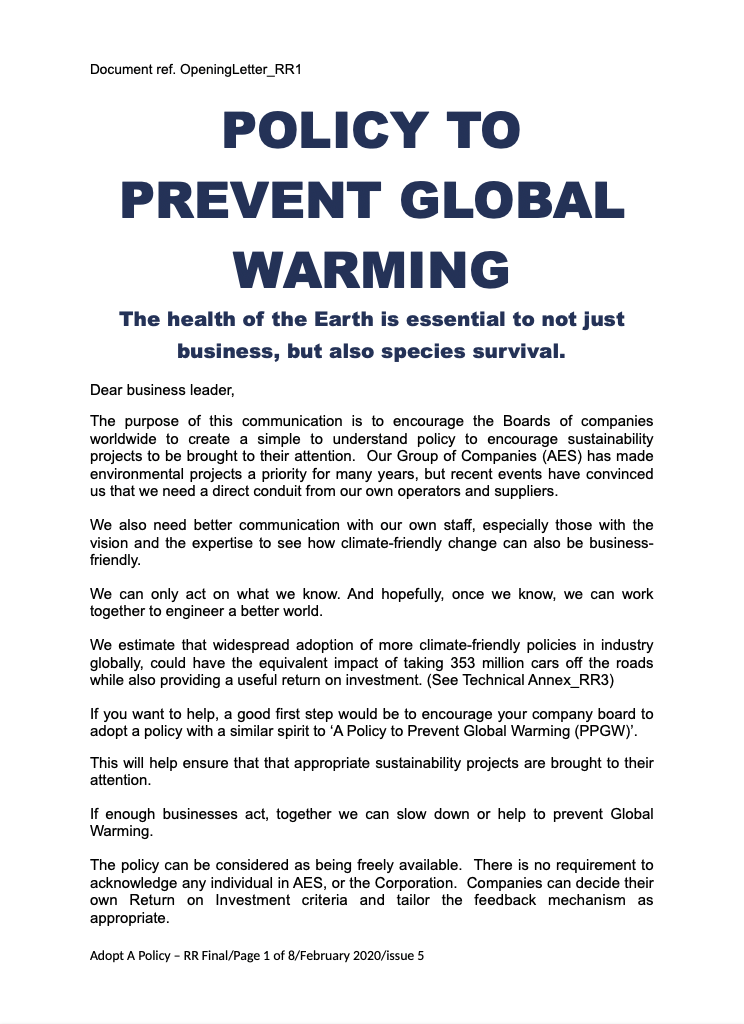 Document ref. OpeningLetter_RR1
POLICY TO
PREVENT GLOBAL
WARMING
The health of the Earth is essential to not just
business, but also species survival.
Dear business leader,
The purpose of this communication is to encourage the Boards of companies
worldwide to create a simple to understand policy to encourage sustainability
projects to be brought to their attention.  Our Group of Companies (AES) has made
environmental projects a priority for many years, but recent events have convinced
us that we need a direct conduit from our own operators and suppliers.
We also need better communication with our own staff, especially those with the
vision and the expertise to see how climate-friendly change can also be business-
friendly.
We can only act on what we know. And hopefully, once we know, we can work
together to engineer a better world.
We estimate that widespread adoption of more climate-friendly policies in industry
globally, could have the equivalent impact of taking 353 million cars off the roads
while also providing a useful return on investment. (See Technical Annex_RR3)
If you want to help, a good first step would be to encourage your company board to
adopt a policy with a similar spirit to ‘A Policy to Prevent Global Warming (PPGW)’.
This will help ensure that that appropriate sustainability projects are brought to their
attention.
If enough businesses act, together we can slow down or help to prevent Global
Warming.
The policy can be considered as being freely available.  There is no requirement to
acknowledge any individual in AES, or the Corporation.  Companies can decide their
own Return on Investment criteria and tailor the feedback mechanism as
appropriate.
Adopt A Policy – RR Final/Page 1 of 8/February 2020/issue 5